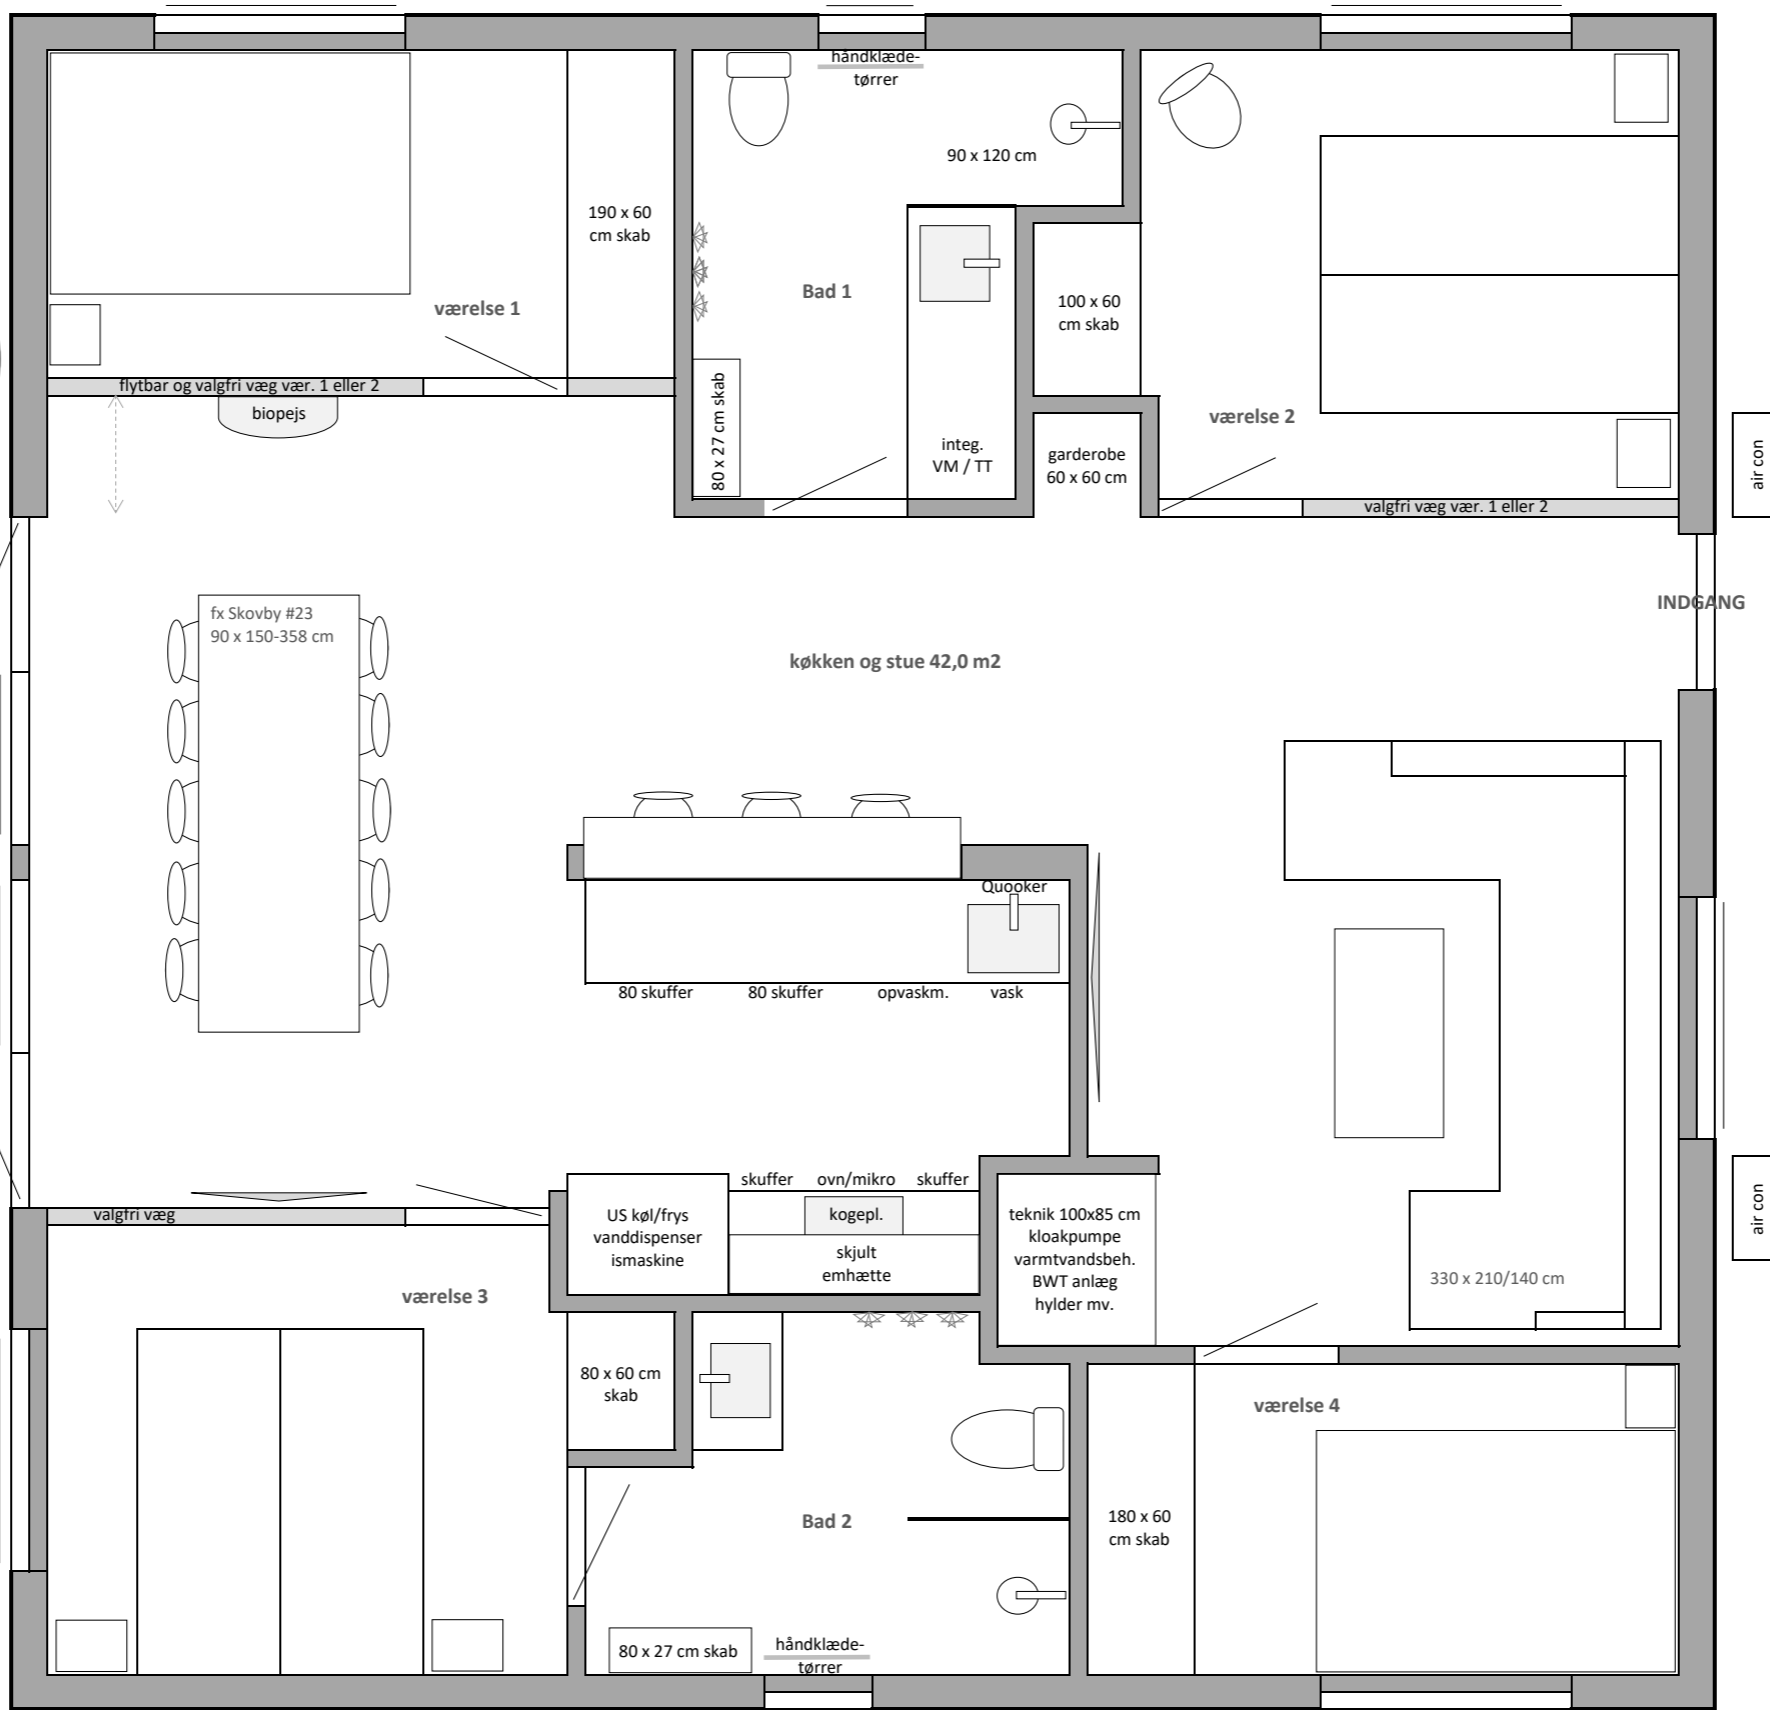 håndklæde-
tørrer
90 x 120 cm
190 x 60
cm skab
værelse 1
Bad 1
100 x 60
cm skab
flytbar og valgfri væg vær. 1 eller 2
biopejs
80 x 27 cm skab
integ.
VM / TT
garderobe
60 x 60 cm
værelse 2
valgfri væg vær. 1 eller 2
air con
INDGANG
fx Skovby #23
90 x 150-358 cm
køkken og stue 42,0 m2
Quooker
80 skuffer
80 skuffer
opvaskm.
vask
skuffer
ovn/mikro
skuffer
valgfri væg
US køl/frys
vanddispenser
ismaskine
kogepl.
skjult
emhætte
teknik 100x85 cm
kloakpumpe
varmtvandsbeh.
BWT anlæg
hylder mv.
330 x 210/140 cm
air con
værelse 3
80 x 60 cm
skab
værelse 4
Bad 2
180 x 60
cm skab
80 x 27 cm skab
håndklæde-
tørrer